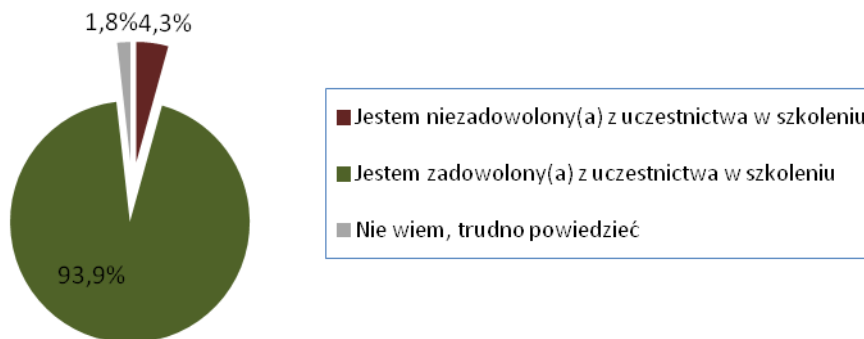 1,8% 4,3%
93,9%
Jestem niezadowolony(a) z uczestnictwa w szkoleniu
Jestem zadowolony(a) z uczestnictwa w szkoleniu
Nie wiem, trudno powiedzieć